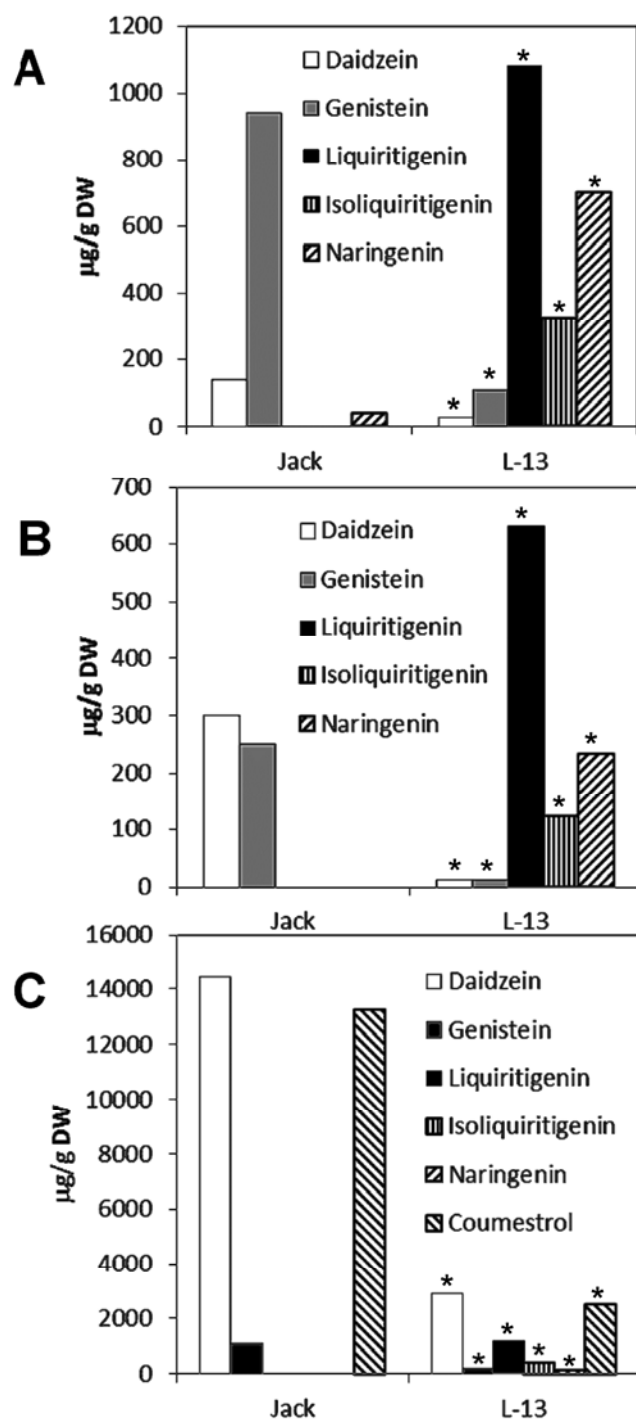 A
1200
1000
800
600
400
200
0
µg/g DW
Daidzein
Genistein
Liquiritigenin
Isoliquiritigenin
Naringenin
*
*
*
*
*
Jack
L-13
B
700
600
500
400
300
200
100
0
µg/g DW
Daidzein
Genistein
Liquiritigenin
Isoliquiritigenin
Naringenin
*
*
*
*
*
Jack
L-13
C
16000
14000
12000
10000
8000
6000
4000
2000
0
µg/g DW
Daidzein
Genistein
Liquiritigenin
Isoliquiritigenin
Naringenin
Coumestrol
*
*
*
*
*
*
Jack
L-13